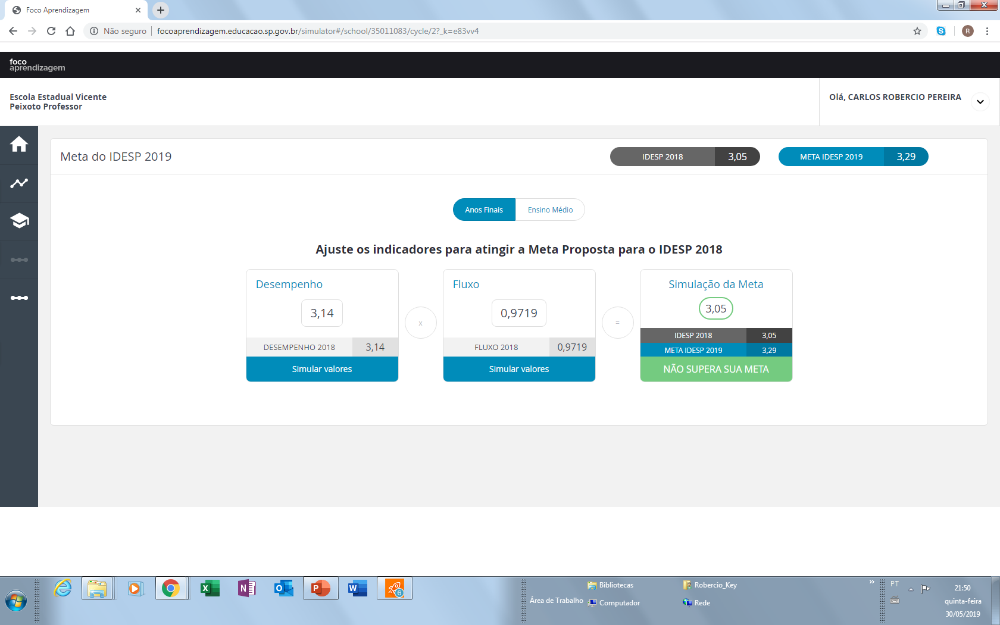 Foco Aprendizagem
Não seguro
focoaprendizagem.educacao.sp.gov.br/simulator#/school/35011083/cycle/2?_k=e83vv4
R
foco
aprendizagem
Escola Estadual Vicente
Peixoto Professor
Olá, CARLOS ROBERCIO PEREIRA
Meta do IDESP 2019
IDESP 2018 3,05
META IDESP 2019 3,29
Anos Finais
Ensino Médio
Ajuste os indicadores para atingir a Meta Proposta para o IDESP 2018
Desempenho
3,14
DESEMPENHO 2018 3,14
Simular valores
x
Fluxo
0,9719
FLUXO 2018 0,9719
Simular valores
=
Simulação da Meta
3,05
IDESP 2018 3,05
META IDESP 2019 3,29
NÃO SUPERA SUA META
6
Área de Trabalho
Bibliotecas
Computador
Robercio_Key
Rede
PT
21:50
quinta-feira
30/05/2019